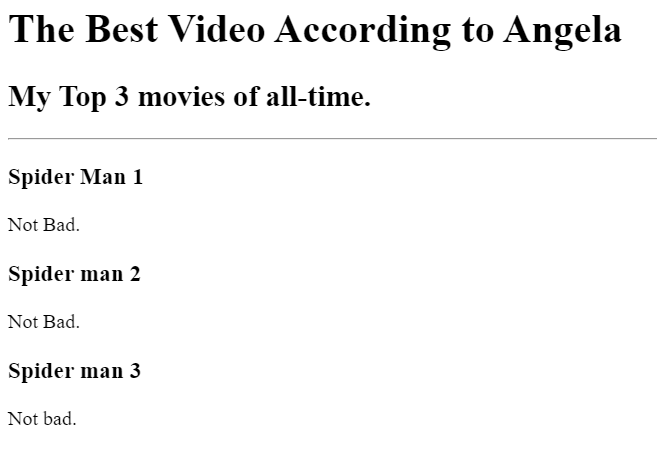 The Best Video According to Angela
My Top 3 movies of all-time.
Spider Man 1
Not Bad.
Spider man 2
Not Bad.
Spider man 3
Not bad.